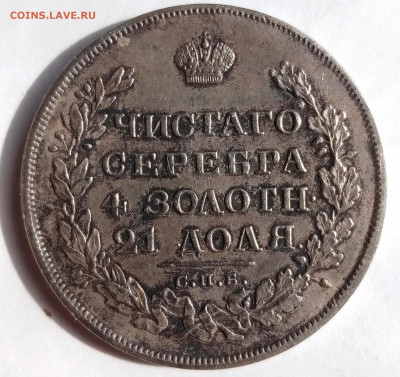 COINS.LAVE.RU
ЧИСТАГО
СЕРЕБРА
4 ЗОЛОТН.
21 ДОЛЯ.
С.П.Б.